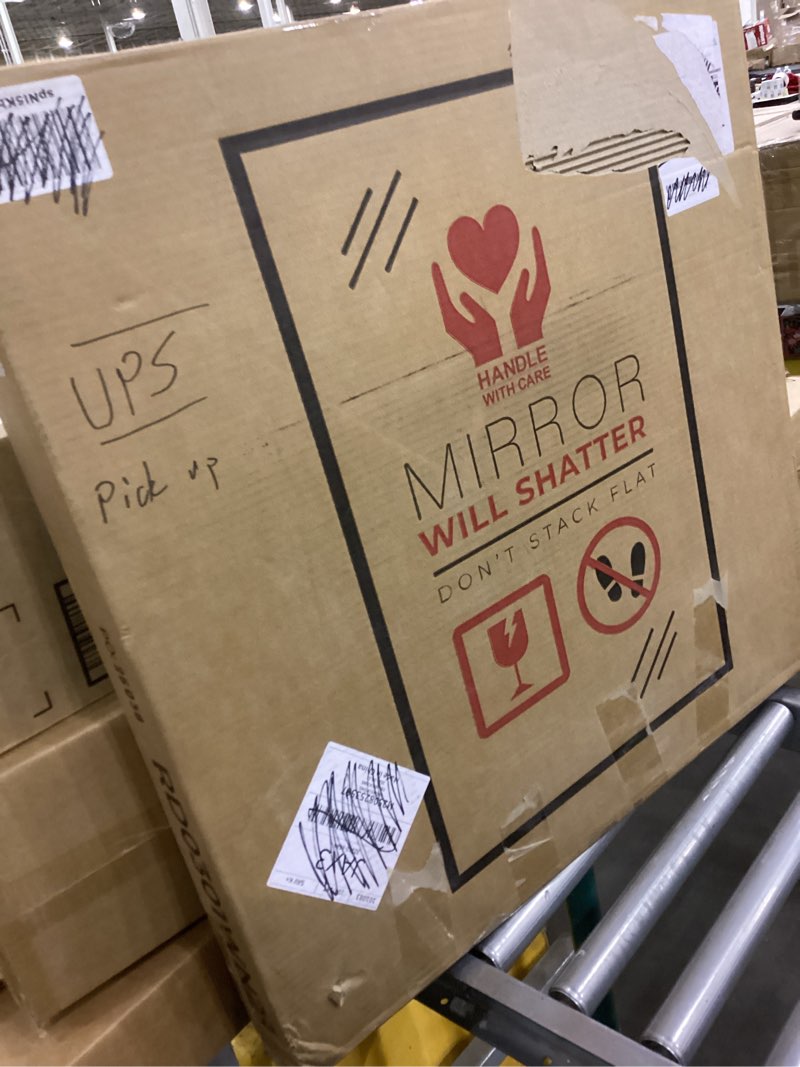 UPS
Pick up
HANDLE
WITH CARE
MIRROR
WILL SHATTER
DON'T STACK FLAT